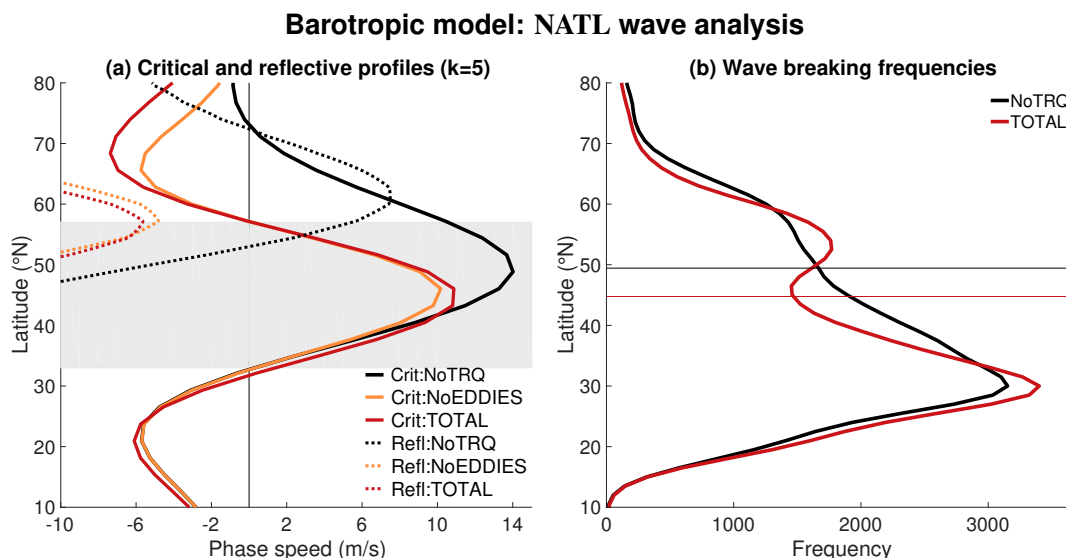 Barotropic model: NATL wave analysis
(a) Critical and reflective profiles (k=5)
80
70
60
50
40
30
20
10
Latitude (°N)
-10
-6
-2
2
6
10
14
Phase speed (m/s)
Crit:NoTRQ
Crit:NoEDDIES
Crit:TOTAL
Refl:NoTRQ
Refl:NoEDDIES
Refl:TOTAL
(b) Wave breaking frequencies
80
70
60
50
40
30
20
10
Latitude (°N)
0
1000
2000
3000
Frequency
NoTRQ
TOTAL